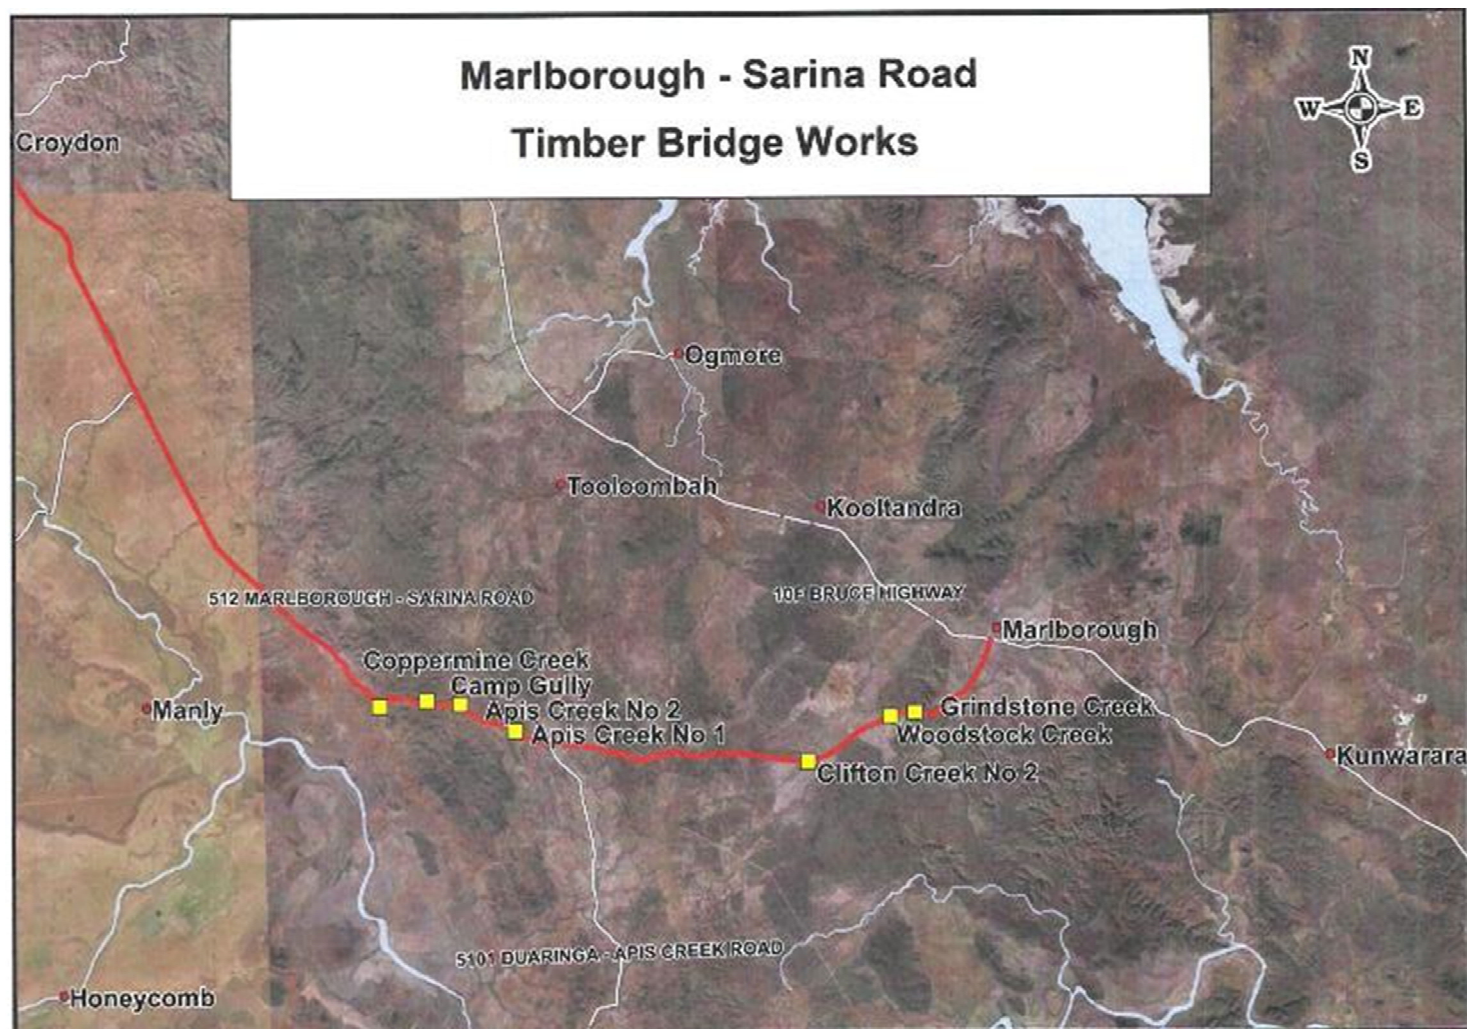 Marlborough - Sarina Road
Timber Bridge Works
N
W E
S
Croydon
Ogmore
Tooloombah
Kooltandra
512 MARLBOROUGH - SARINA ROAD
10F BRUCE HIGHWAY
Marlborough
Coppermine Creek
Camp Gully
Apis Creek No 2
Apis Creek No 1
Manly
Grindstone Creek
Woodstock Creek
Clifton Creek No 2
Kunwarara
5101 DUARINGA - APIS CREEK ROAD
Honeycomb